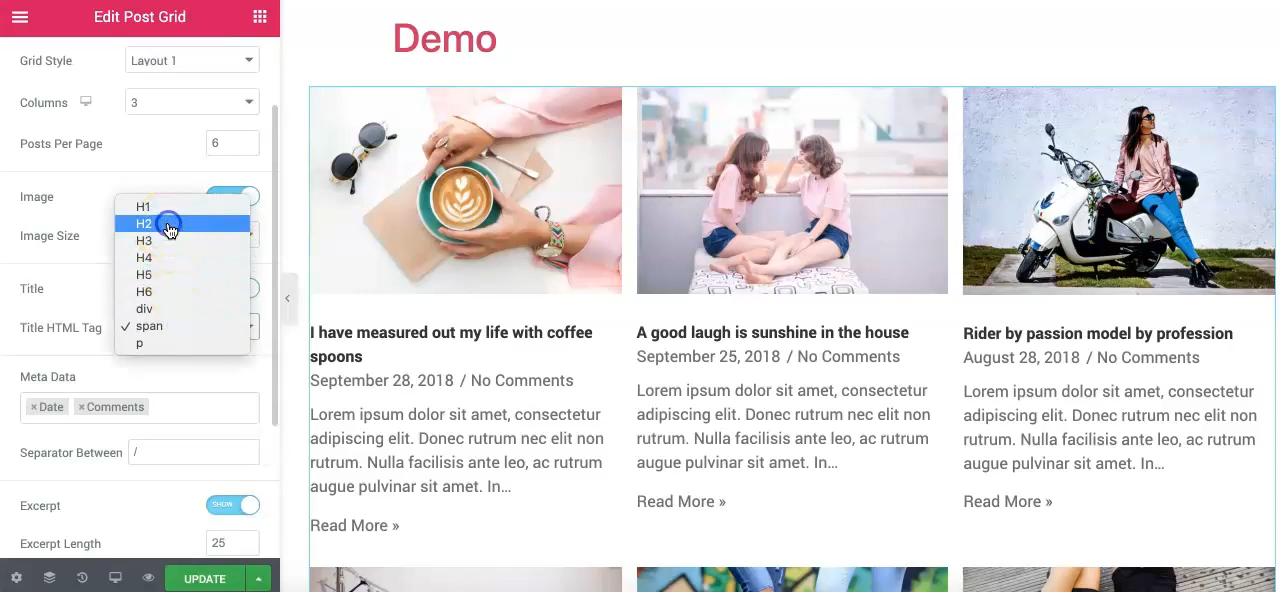 Edit Post Grid
Grid Style
Layout 1
Columns
3
Posts Per Page
6
Image
Image Size
Title
Title HTML Tag
H1
H2
H3
H4
H5
H6
div
✓ span
p
Meta Data
× Date × Comments
Separator Between
/
Excerpt
SHOW
Excerpt Length
25
UPDATE
Demo
I have measured out my life with coffee
spoons
September 28, 2018 / No Comments
Lorem ipsum dolor sit amet, consectetur
adipiscing elit. Donec rutrum nec elit non
rutrum. Nulla facilisis ante leo, ac rutrum
augue pulvinar sit amet. In...
Read More »
A good laugh is sunshine in the house
September 25, 2018 / No Comments
Lorem ipsum dolor sit amet, consectetur
adipiscing elit. Donec rutrum nec elit non
rutrum. Nulla facilisis ante leo, ac rutrum
augue pulvinar sit amet. In...
Read More »
Rider by passion model by profession
August 28, 2018 / No Comments
Lorem ipsum dolor sit amet, consectetur
adipiscing elit. Donec rutrum nec elit non
rutrum. Nulla facilisis ante leo, ac rutrum
augue pulvinar sit amet. In...
Read More »